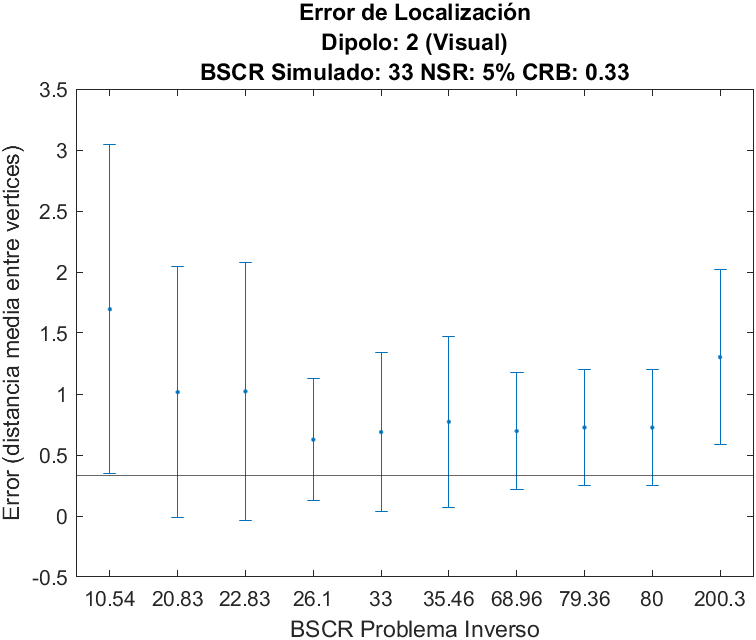 Error de Localización
Dipolo: 2 (Visual)
BSCR Simulado: 33 NSR: 5% CRB: 0.33
Error (distancia media entre vertices)
3.5
3
2.5
2
1.5
1
0.5
0
-0.5
10.54 20.83 22.83 26.1 33 35.46 68.96 79.36 80 200.3
BSCR Problema Inverso